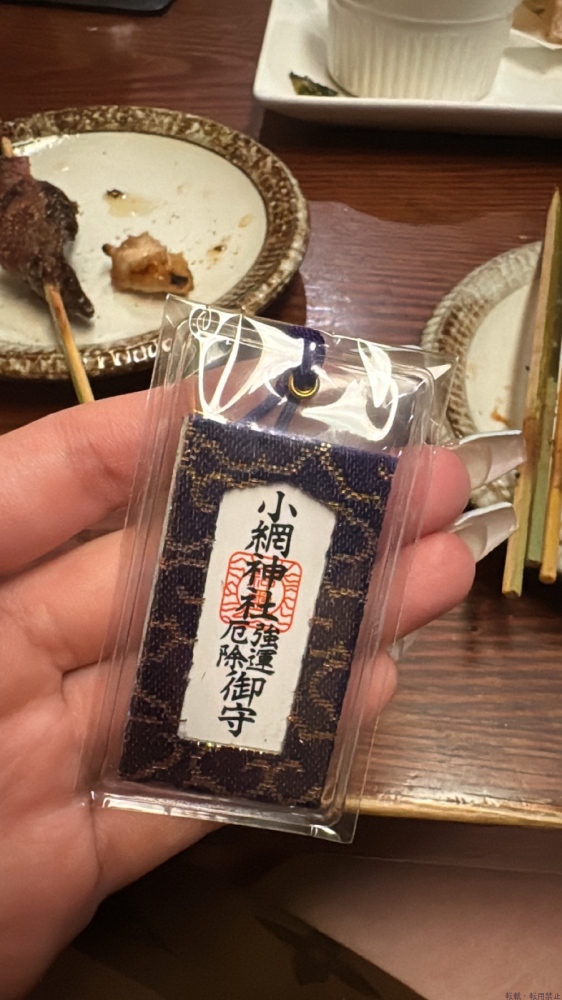 小網神社
強運
厄除
御守
転載・転用禁止